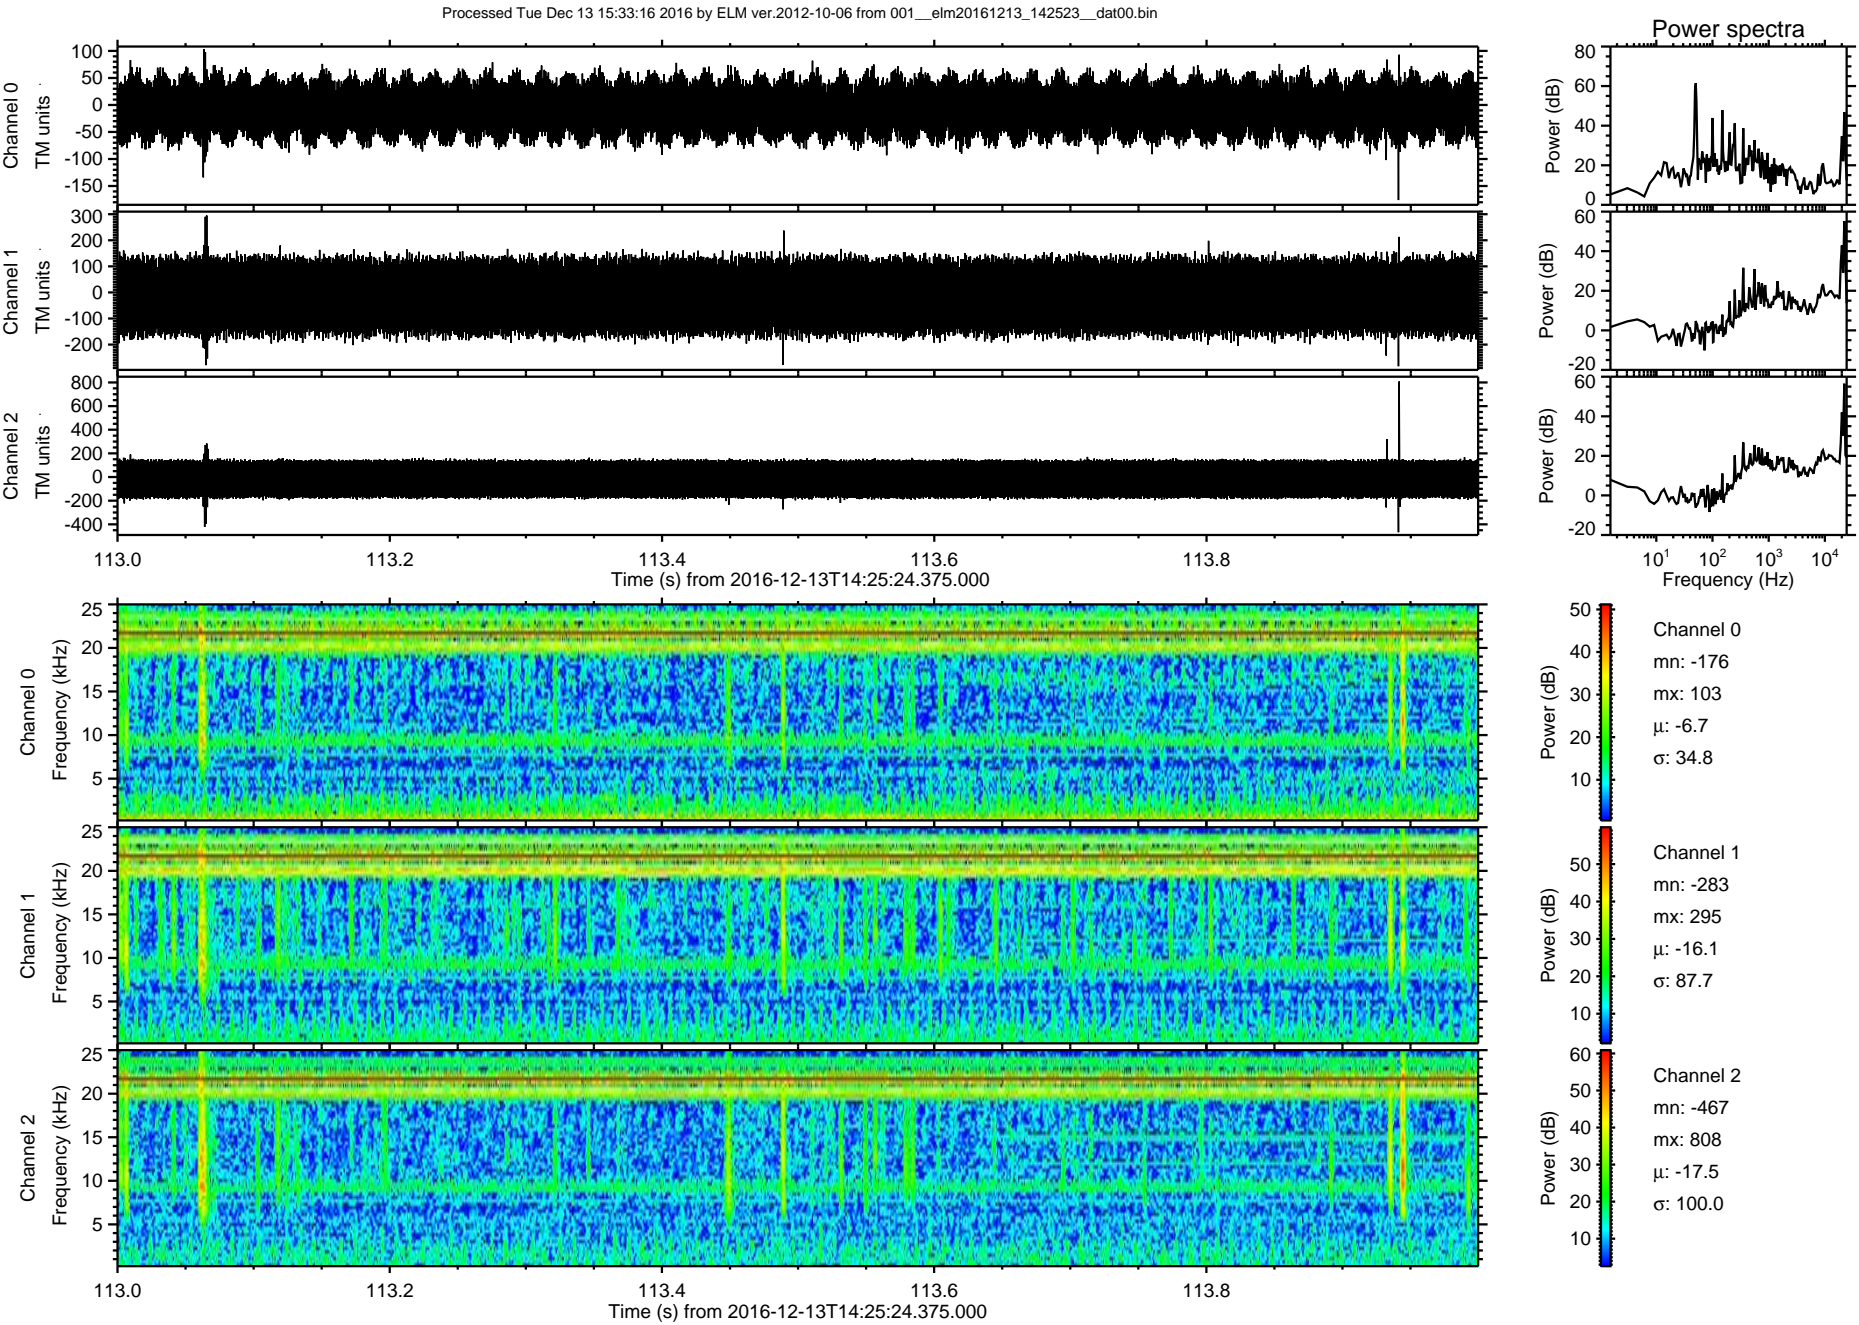 Processed Tue Dec 13 15:33:16 2016 by ELM ver.2012-10-06 from 001__elm20161213_142523__dat00.bin
Power spectra
Channel 0
TM units
100
50
0
-50
-100
-150
Power (dB)
80
60
40
20
0
Channel 1
TM units
300
200
100
0
-100
-200
Power (dB)
60
40
20
0
-20
Channel 2
TM units
800
600
400
200
0
-200
-400
Power (dB)
60
40
20
0
-20
113.0 113.2 113.4 113.6 113.8
Time (s) from 2016-12-13T14:25:24.375.000
10^1 10^2 10^3 10^4
Frequency (Hz)
Channel 0
Frequency (kHz)
25
20
15
10
5
Power (dB)
50
40
30
20
10
Channel 0
mn: -176
mx: 103
μ: -6.7
σ: 34.8
Channel 1
Frequency (kHz)
25
20
15
10
5
Power (dB)
50
40
30
20
10
Channel 1
mn: -283
mx: 295
μ: -16.1
σ: 87.7
Channel 2
Frequency (kHz)
25
20
15
10
5
Power (dB)
60
50
40
30
20
10
Channel 2
mn: -467
mx: 808
μ: -17.5
σ: 100.0
113.0 113.2 113.4 113.6 113.8
Time (s) from 2016-12-13T14:25:24.375.000